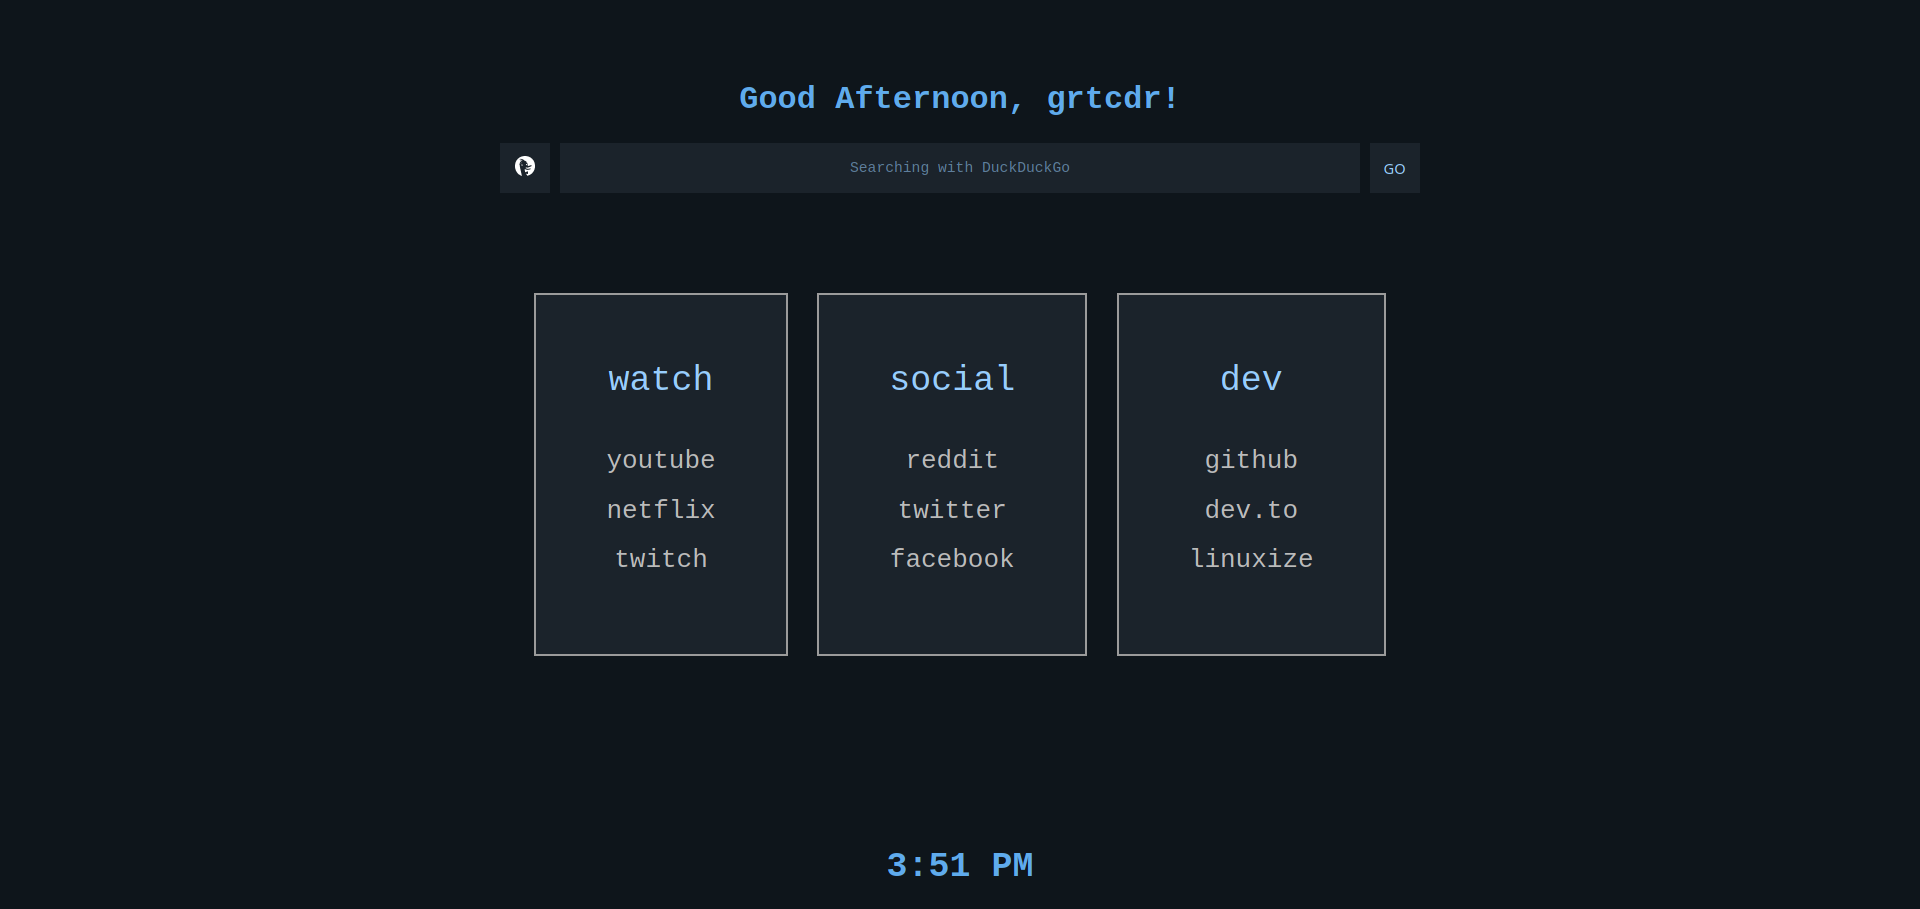 Good Afternoon, grtcdr!
Searching with DuckDuckGo
GO
watch
youtube
netflix
twitch
social
reddit
twitter
facebook
dev
github
dev.to
linuxize
3:51 PM